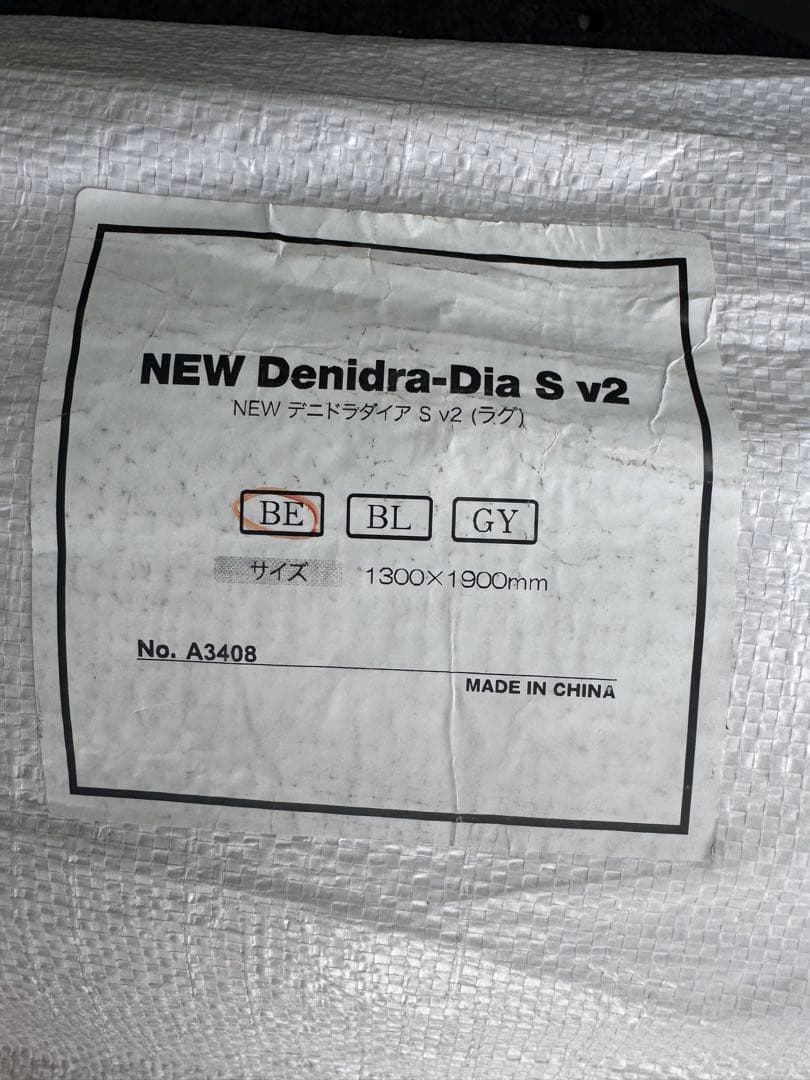 NEW Denidra-Dia S v2
NEW デニドラダイア S v2 (ラグ)
BE BL GY
サイズ 1300×1900mm
No. A3408
MADE IN CHINA